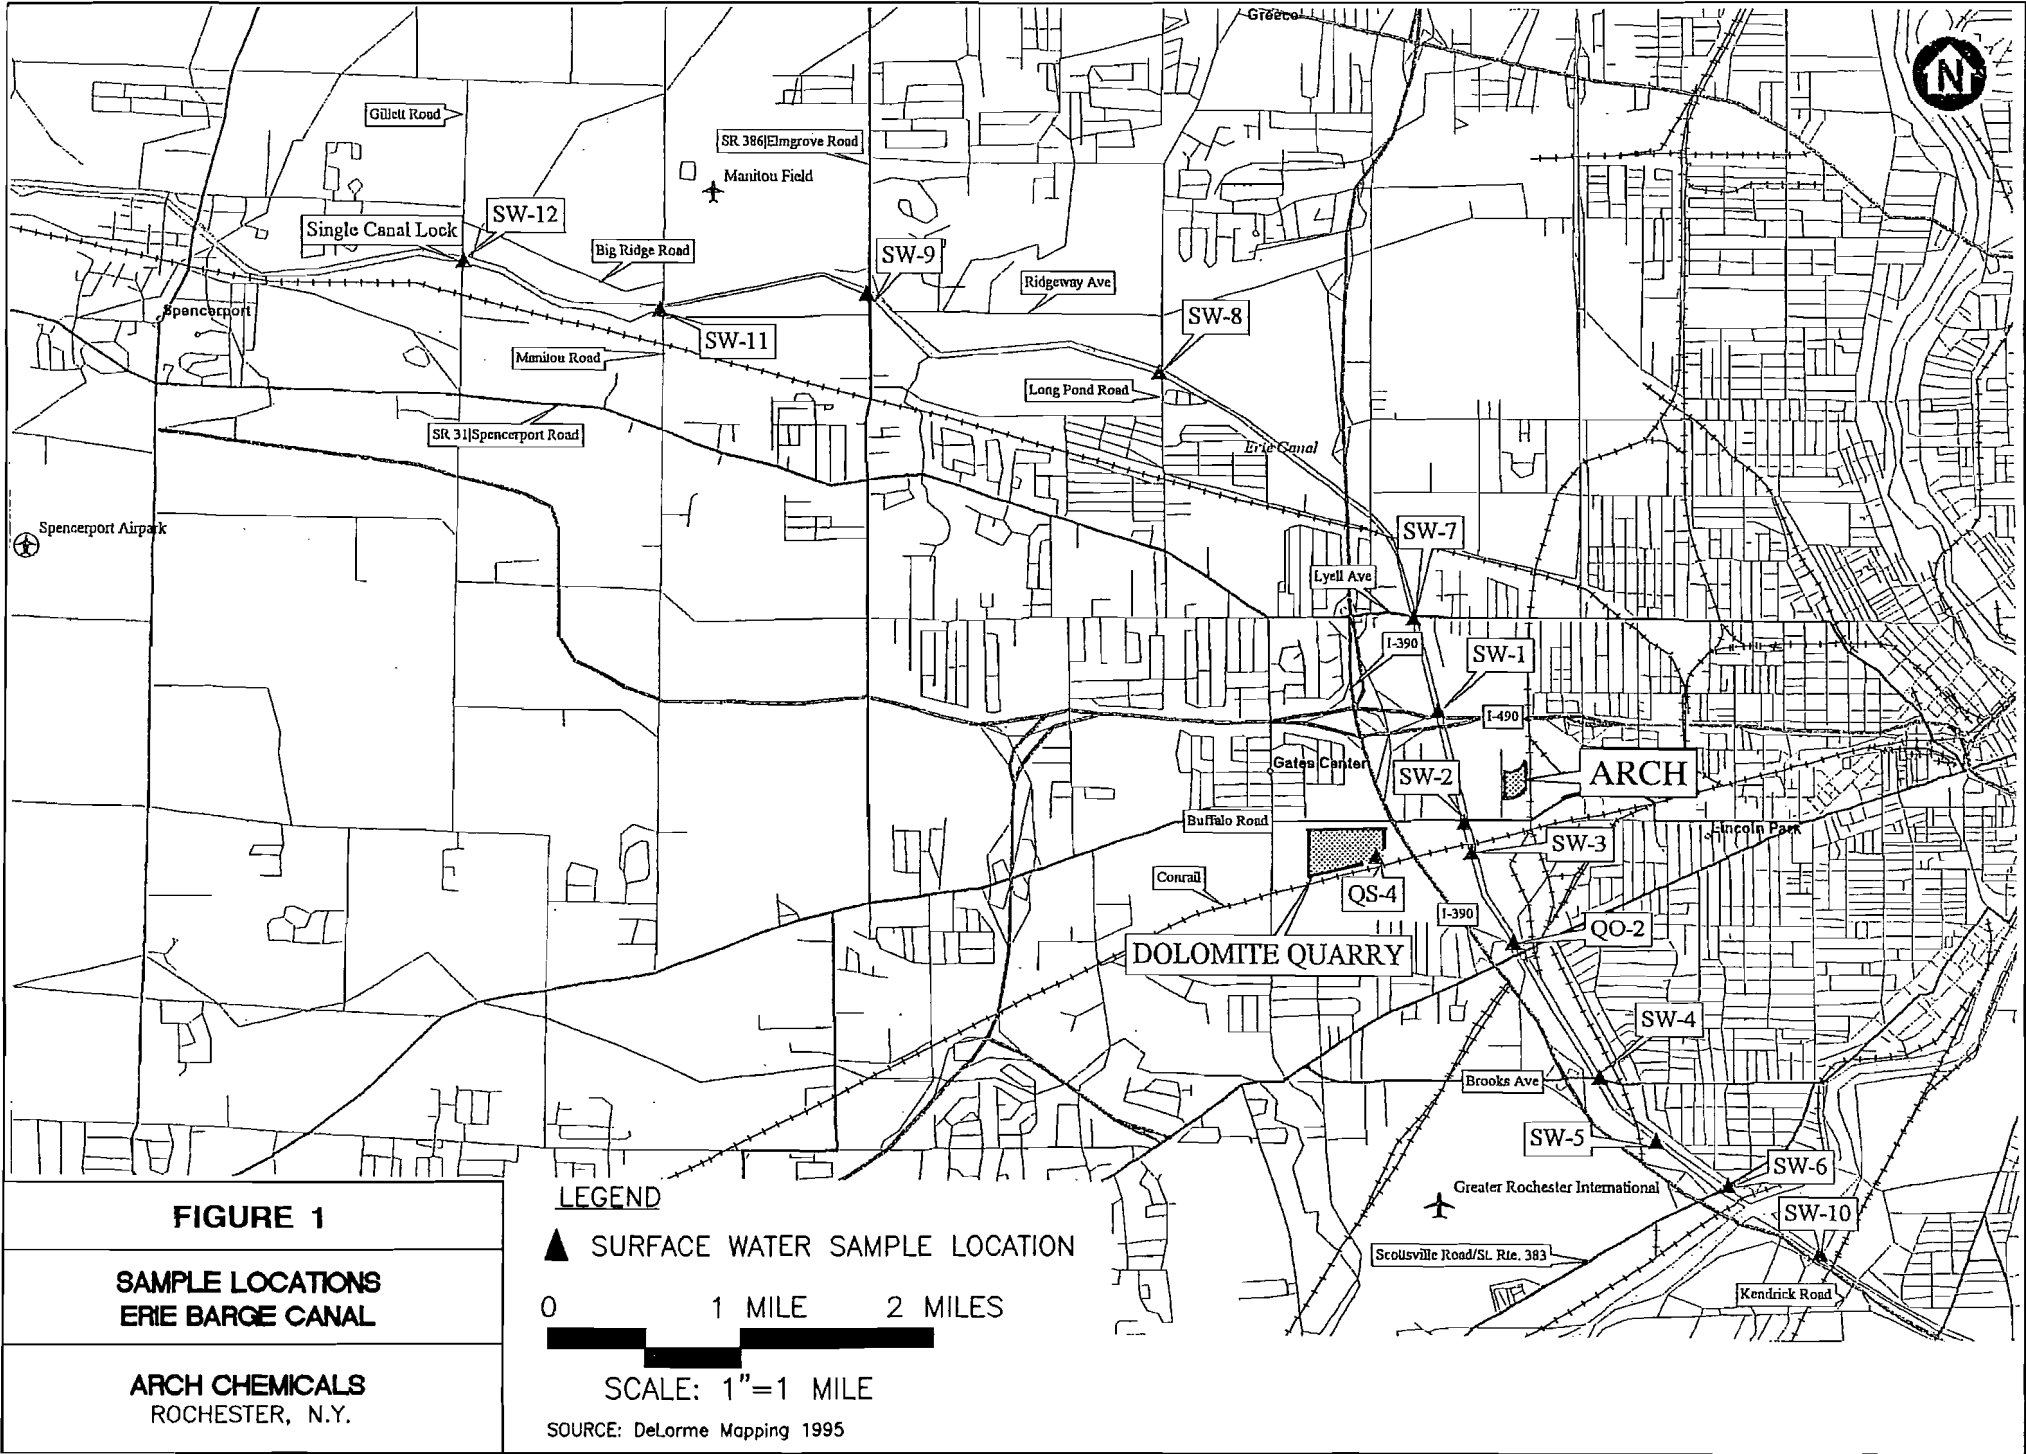 Greece
N
Gillett Road
SR 386|Elmgrove Road
Manitou Field
SW-12
Single Canal Lock
Big Ridge Road
SW-9
Ridgeway Ave
Spencerport
SW-8
SW-11
Manitou Road
Long Pond Road
SR 31|Spencerport Road
Erie Canal
Spencerport Airpark
SW-7
Lyell Ave
I-390
SW-1
I-490
Gates Center
SW-2
ARCH
Buffalo Road
Lincoln Park
SW-3
Conrail
QS-4
I-390
QO-2
DOLOMITE QUARRY
SW-4
Brooks Ave
SW-5
SW-6
Greater Rochester International
SW-10
Scottsville Road/St. Rte. 383
Kendrick Road
FIGURE 1
SAMPLE LOCATIONS
ERIE BARGE CANAL
ARCH CHEMICALS
ROCHESTER, N.Y.
LEGEND
SURFACE WATER SAMPLE LOCATION
0 1 MILE 2 MILES
SCALE: 1"=1 MILE
SOURCE: DeLorme Mapping 1995